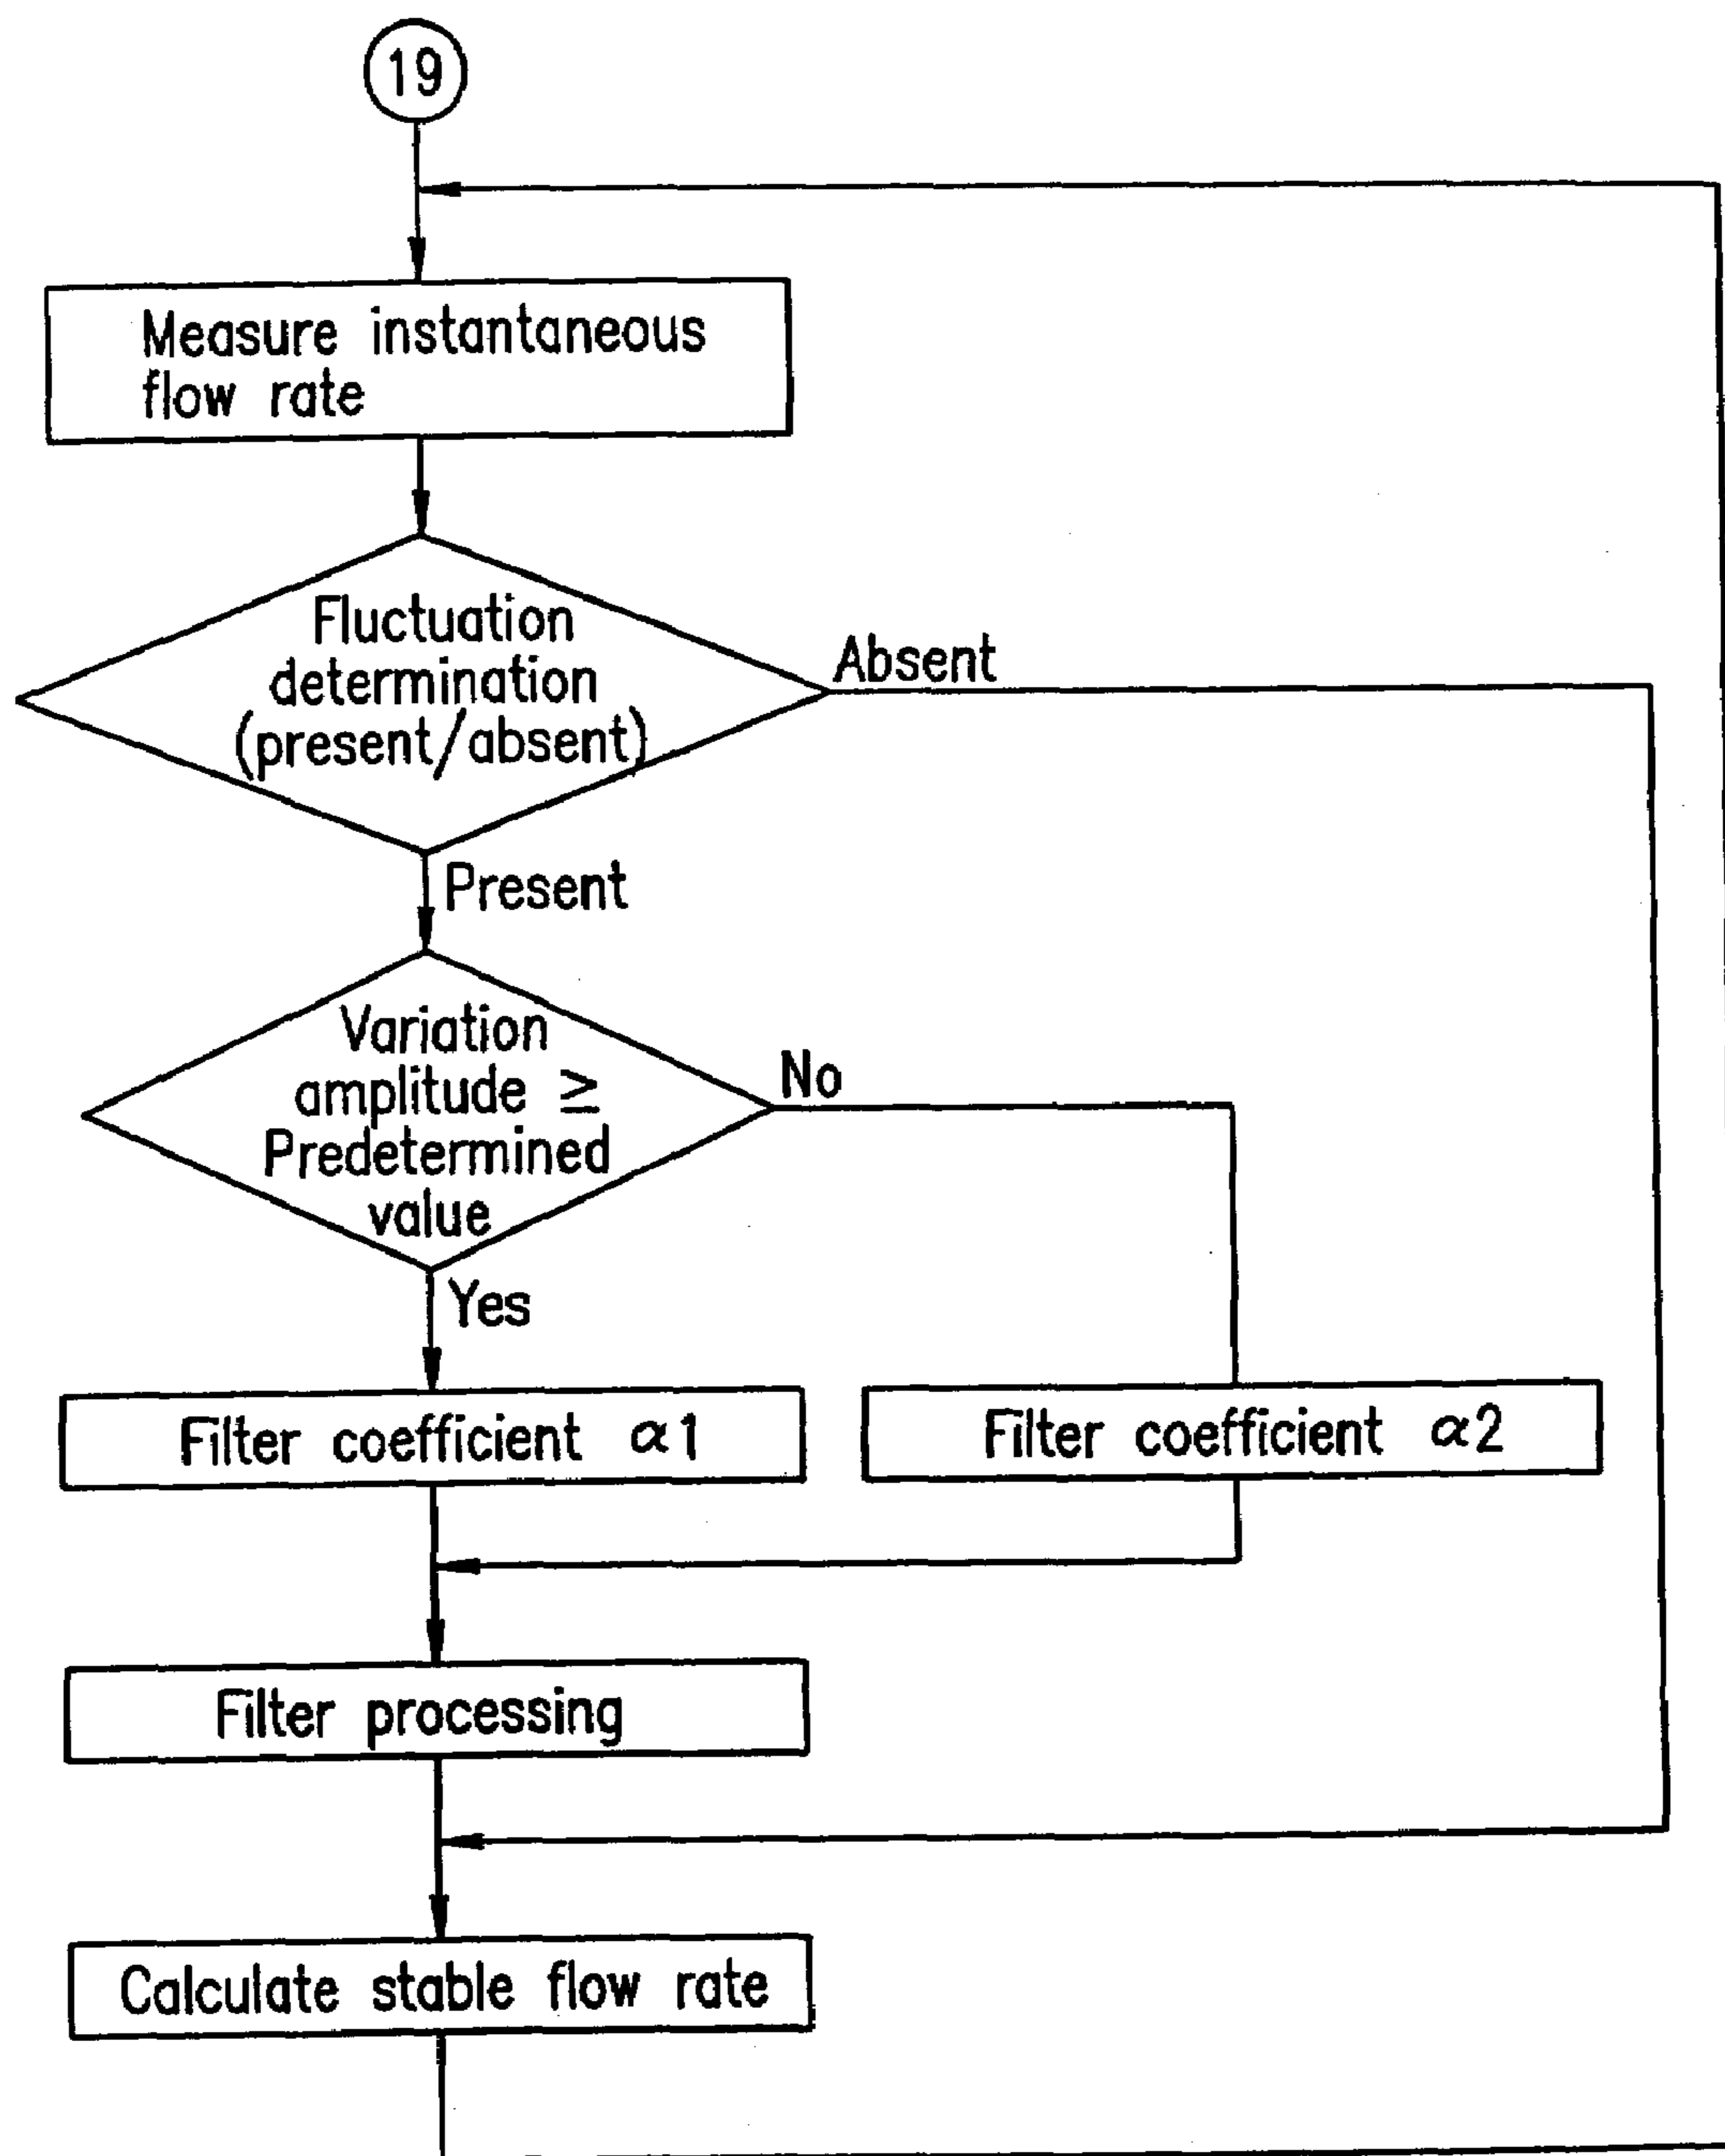 19
Measure instantaneous
flow rate
Fluctuation
determination
(present/absent)
Absent
Present
Variation
amplitude ≥
Predetermined
value
No
Yes
Filter coefficient α1
Filter coefficient α2
Filter processing
Calculate stable flow rate